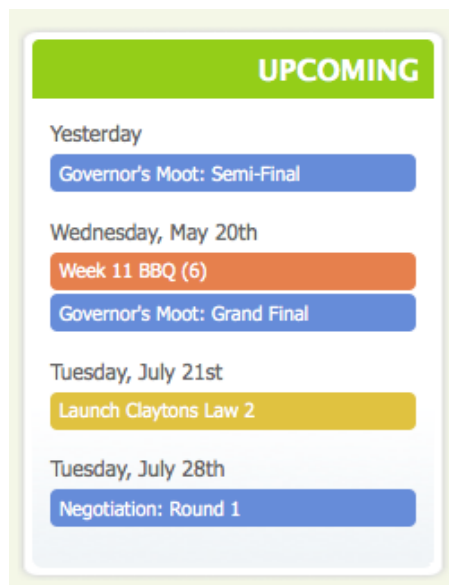 UPCOMING
Yesterday
Governor's Moot: Semi-Final
Wednesday, May 20th
Week 11 BBQ (6)
Governor's Moot: Grand Final
Tuesday, July 21st
Launch Claytons Law 2
Tuesday, July 28th
Negotiation: Round 1